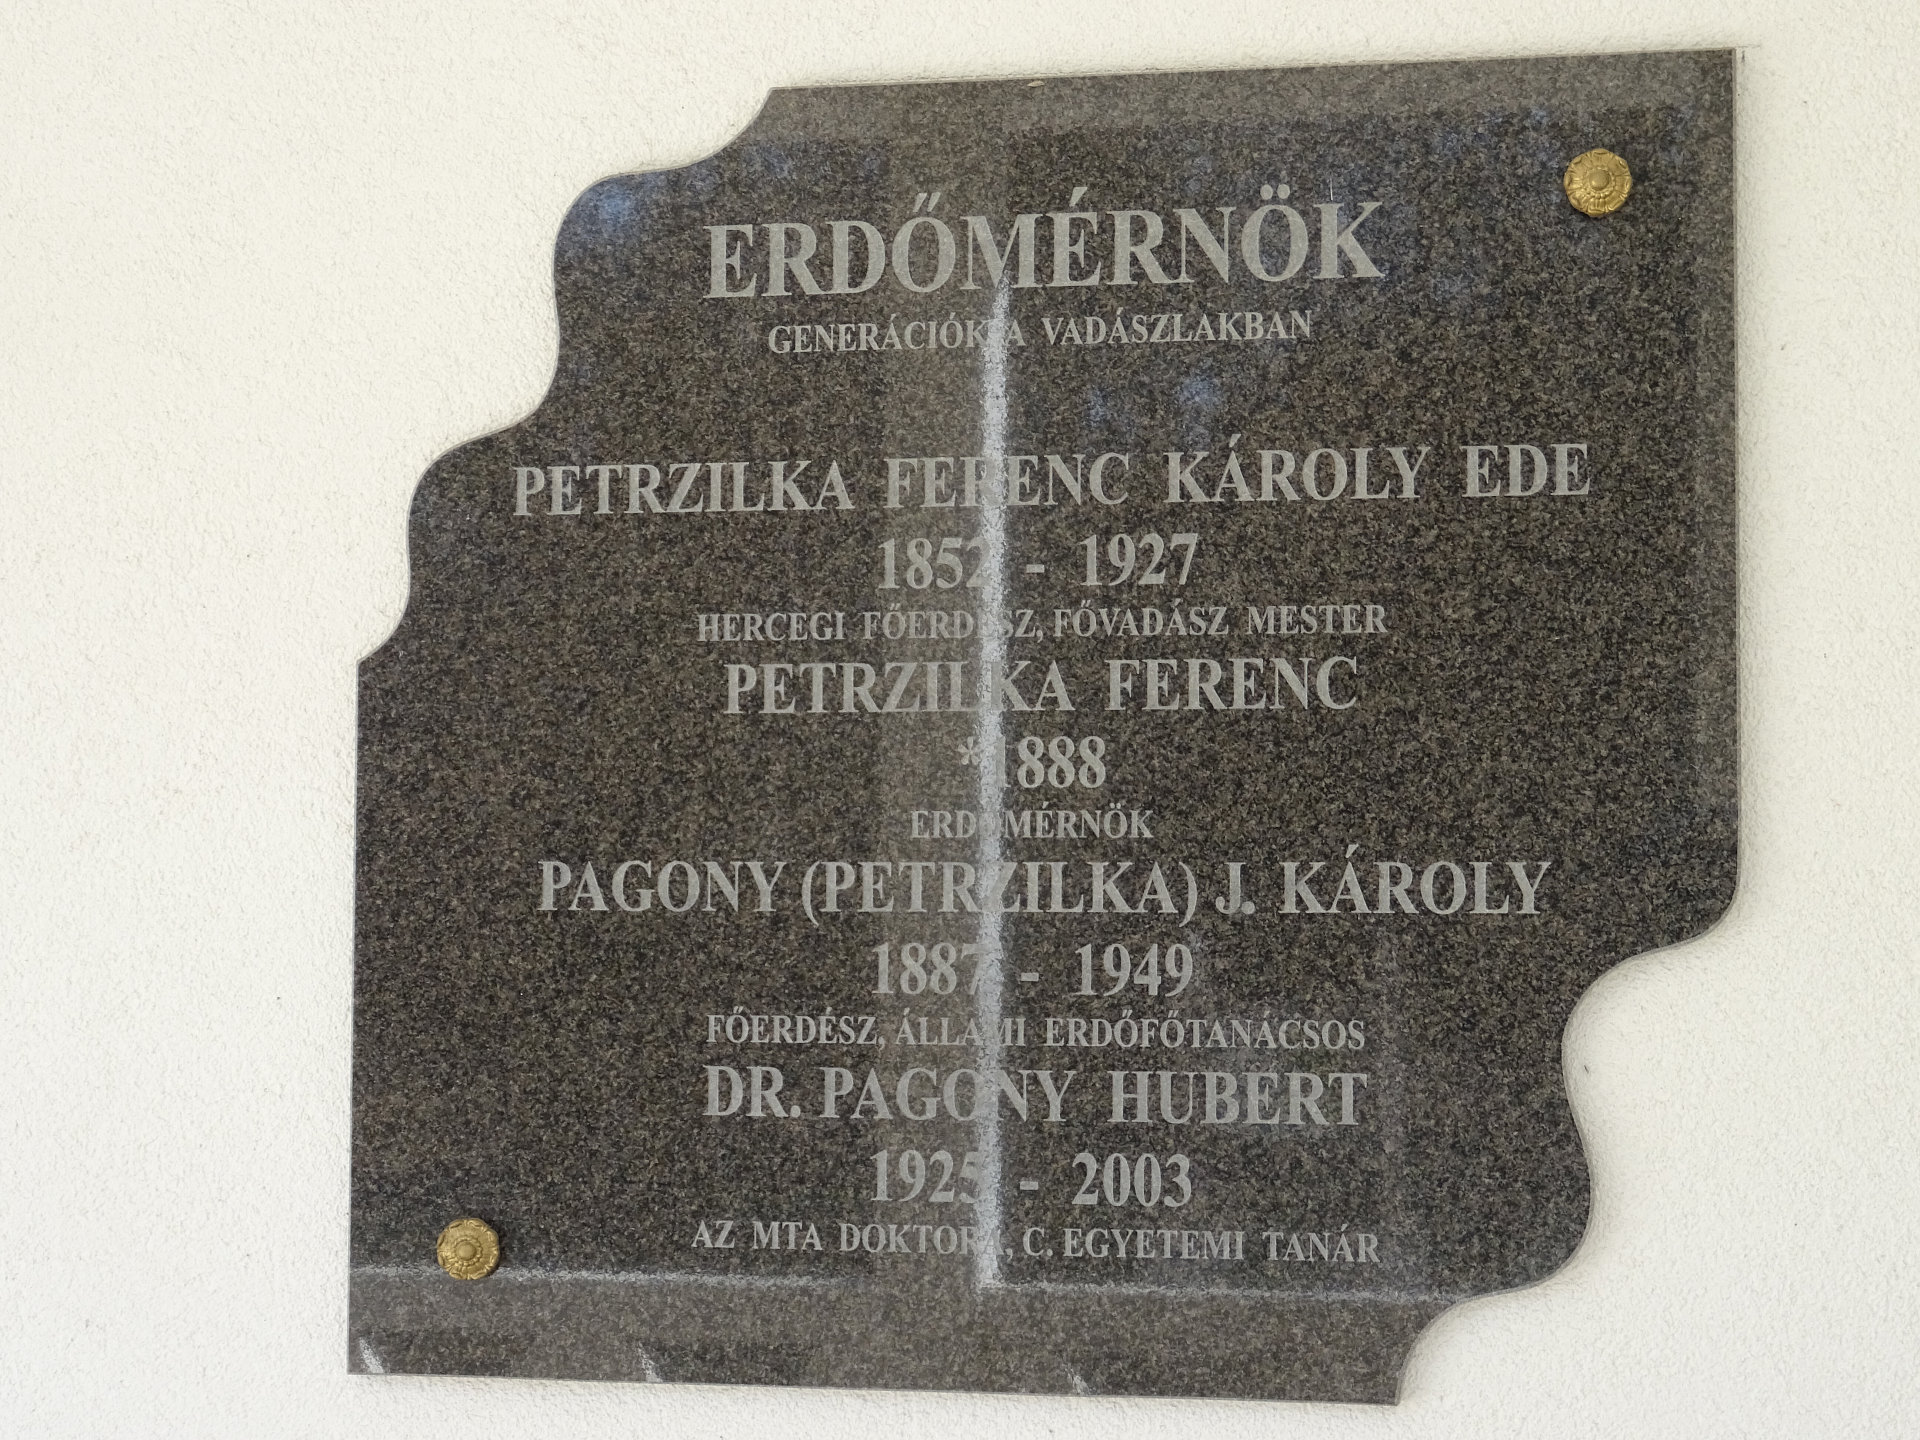 ERDŐMÉRNÖK
GENERÁCIÓK A VADÁSZLAKBAN
PETRZILKA FERENC KÁROLY EDE
1852 - 1927
HERCEGI FŐERDÉSZ, FŐVADÁSZ MESTER
PETRZILKA FERENC
*1888
ERDŐMÉRNÖK
PAGONY (PETRZILKA) J. KÁROLY
1887 - 1949
FŐERDÉSZ, ÁLLAMI ERDŐFŐTANÁCSOS
DR. PAGONY HUBERT
1925 - 2003
AZ MTA DOKTORA, C. EGYETEMI TANÁR